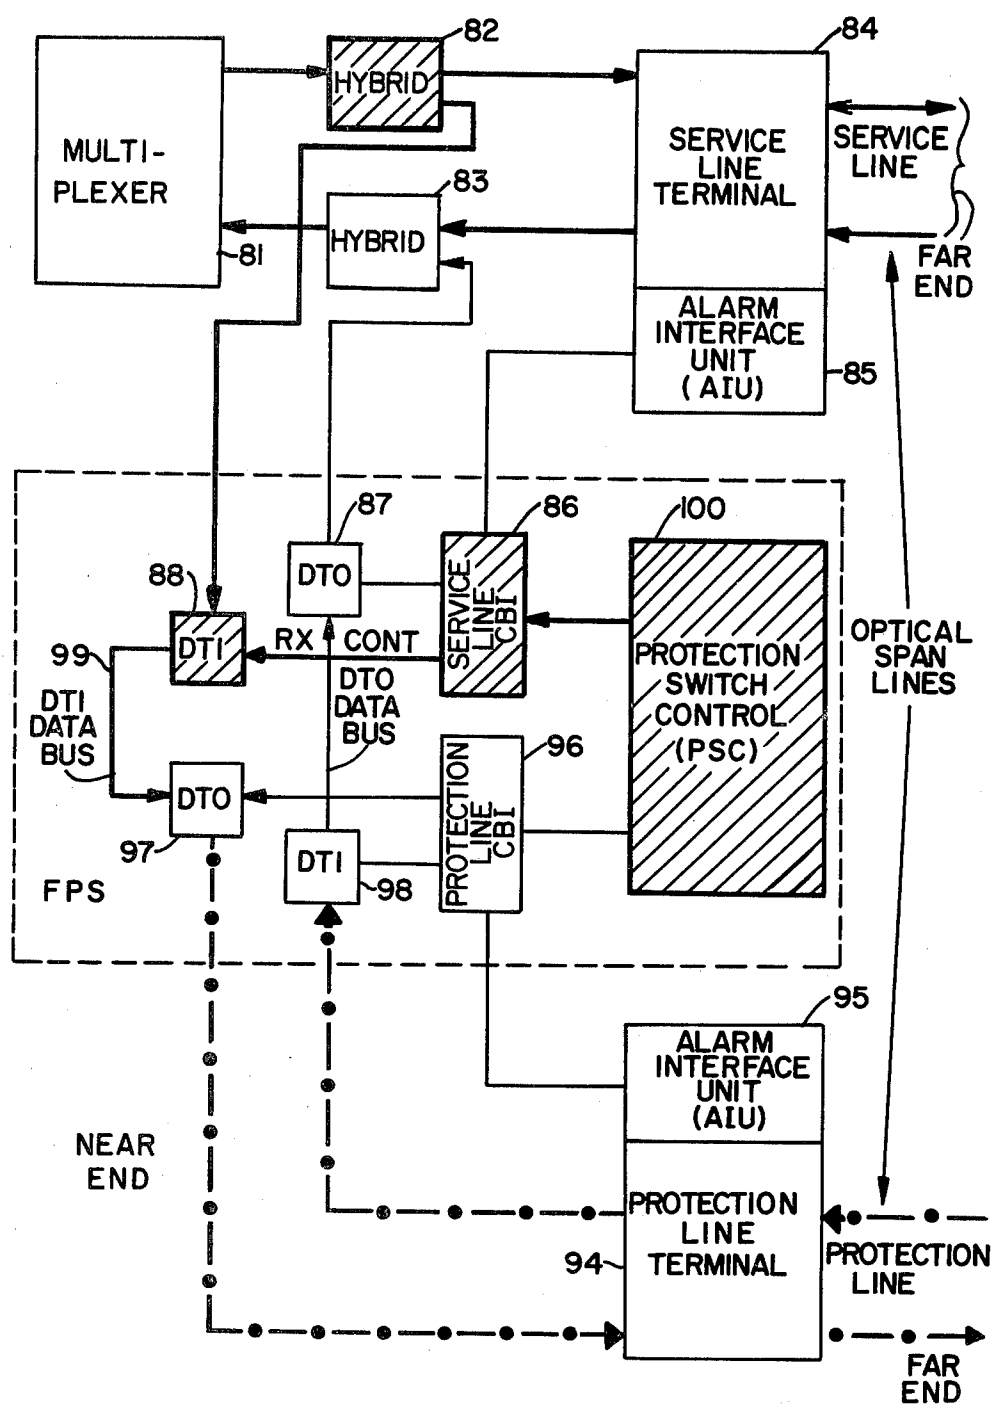 82
84
HYBRID
MULTI-
PLEXER
81
83
HYBRID
SERVICE
LINE
TERMINAL
SERVICE
LINE
FAR
END
ALARM
INTERFACE
UNIT
(AIU)
85
87
86
100
88
DTO
DTI
99
RX CONT
SERVICE
LINE
CBI
PROTECTION
SWITCH
CONTROL
(PSC)
OPTICAL
SPAN
LINES
DTI
DATA
BUS
DTO
DATA
BUS
96
DTO
97
DTI
98
PROTECTION
LINE
CBI
FPS
95
ALARM
INTERFACE
UNIT
(AIU)
NEAR
END
PROTECTION
LINE
TERMINAL
94
PROTECTION
LINE
FAR
END